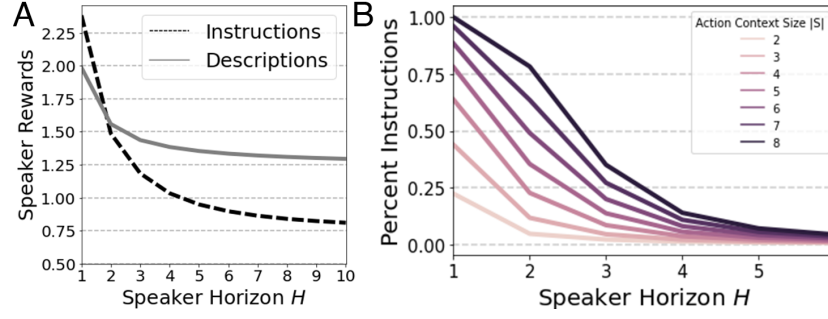 A
Speaker Rewards
2.25
2.00
1.75
1.50
1.25
1.00
0.75
0.50
Instructions
Descriptions
1 2 3 4 5 6 7 8 9 10
Speaker Horizon H
B
Percent Instructions
1.00
0.75
0.50
0.25
0.00
Action Context Size |S|
2
3
4
5
6
7
8
1 2 3 4 5
Speaker Horizon H